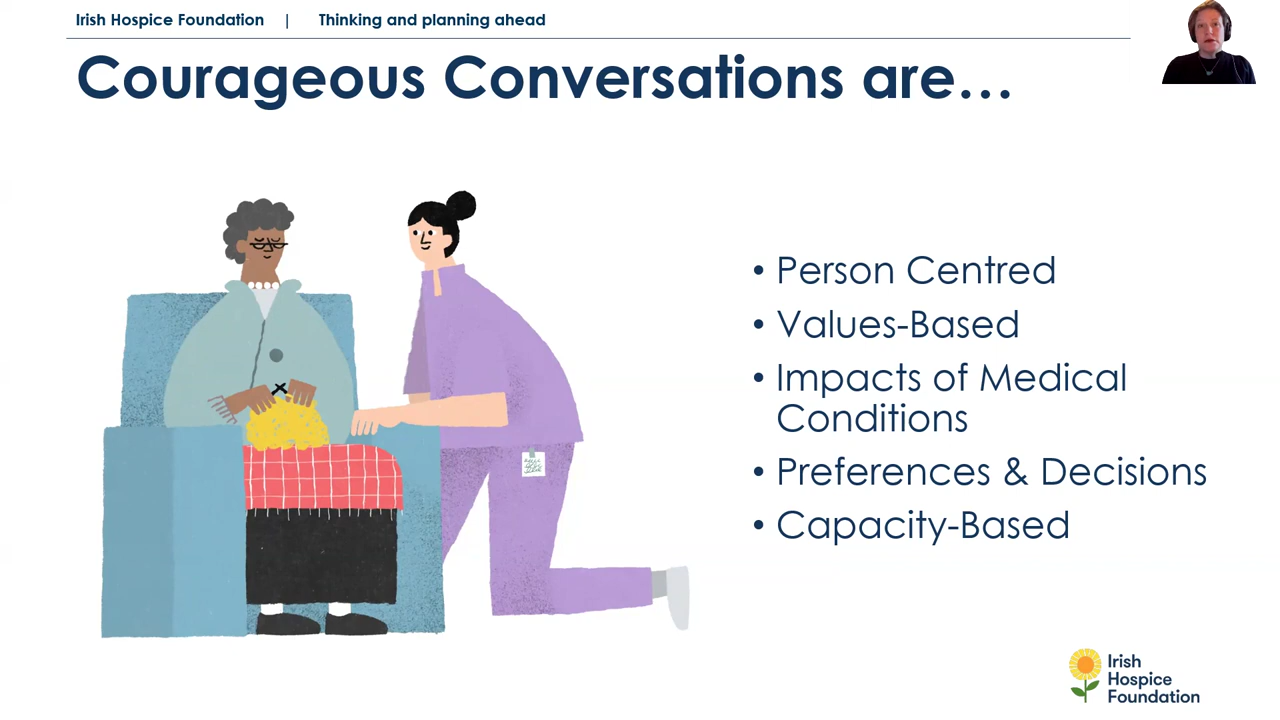 Irish Hospice Foundation | Thinking and planning ahead
Courageous Conversations are…
• Person Centred
• Values-Based
• Impacts of Medical
Conditions
• Preferences & Decisions
• Capacity-Based
Irish
Hospice
Foundation